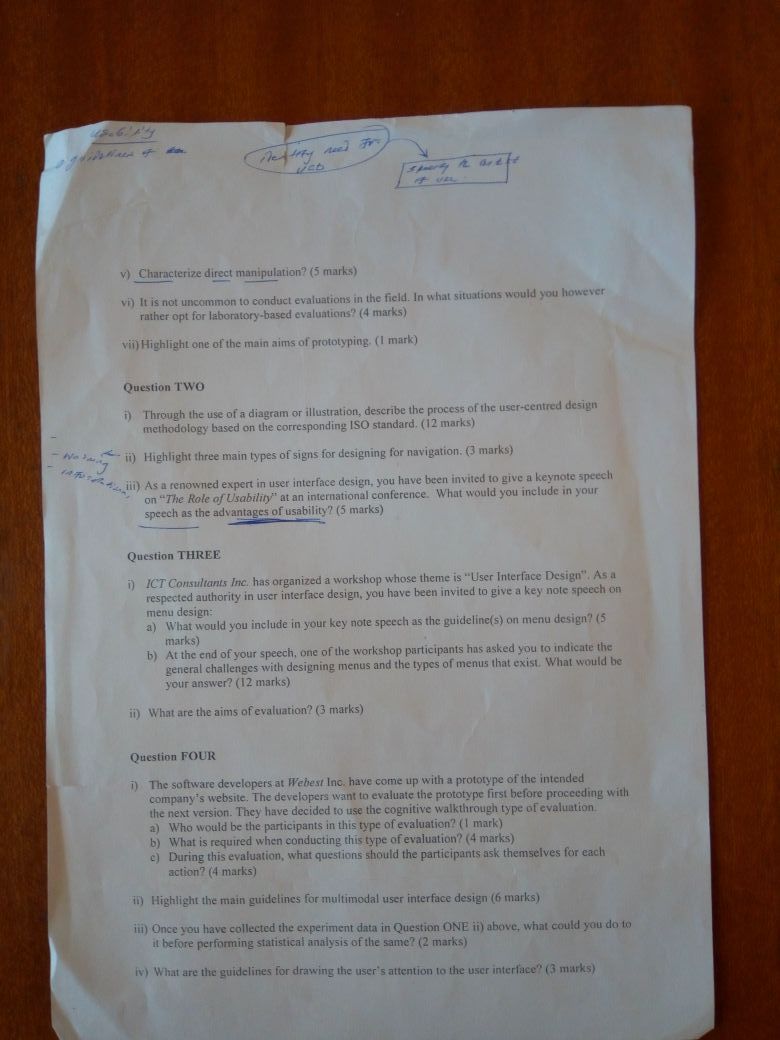 Usability
guidelines of
identify need for
UCD
specify the context
of use
v) Characterize direct manipulation? (5 marks)
vi) It is not uncommon to conduct evaluations in the field. In what situations would you however
rather opt for laboratory-based evaluations? (4 marks)
vii) Highlight one of the main aims of prototyping. (1 mark)
Question TWO
i) Through the use of a diagram or illustration, describe the process of the user-centred design
methodology based on the corresponding ISO standard. (12 marks)
- warning
ii) Highlight three main types of signs for designing for navigation. (3 marks)
iii) As a renowned expert in user interface design, you have been invited to give a keynote speech
on “The Role of Usability” at an international conference. What would you include in your
speech as the advantages of usability? (5 marks)
Question THREE
i) ICT Consultants Inc. has organized a workshop whose theme is “User Interface Design”. As a
respected authority in user interface design, you have been invited to give a key note speech on
menu design:
a) What would you include in your key note speech as the guideline(s) on menu design? (5
marks)
b) At the end of your speech, one of the workshop participants has asked you to indicate the
general challenges with designing menus and the types of menus that exist. What would be
your answer? (12 marks)
ii) What are the aims of evaluation? (3 marks)
Question FOUR
i) The software developers at Webest Inc. have come up with a prototype of the intended
company's website. The developers want to evaluate the prototype first before proceeding with
the next version. They have decided to use the cognitive walkthrough type of evaluation.
a) Who would be the participants in this type of evaluation? (1 mark)
b) What is required when conducting this type of evaluation? (4 marks)
c) During this evaluation, what questions should the participants ask themselves for each
action? (4 marks)
ii) Highlight the main guidelines for multimodal user interface design (6 marks)
iii) Once you have collected the experiment data in Question ONE ii) above, what could you do to
it before performing statistical analysis of the same? (2 marks)
iv) What are the guidelines for drawing the user's attention to the user interface? (3 marks)